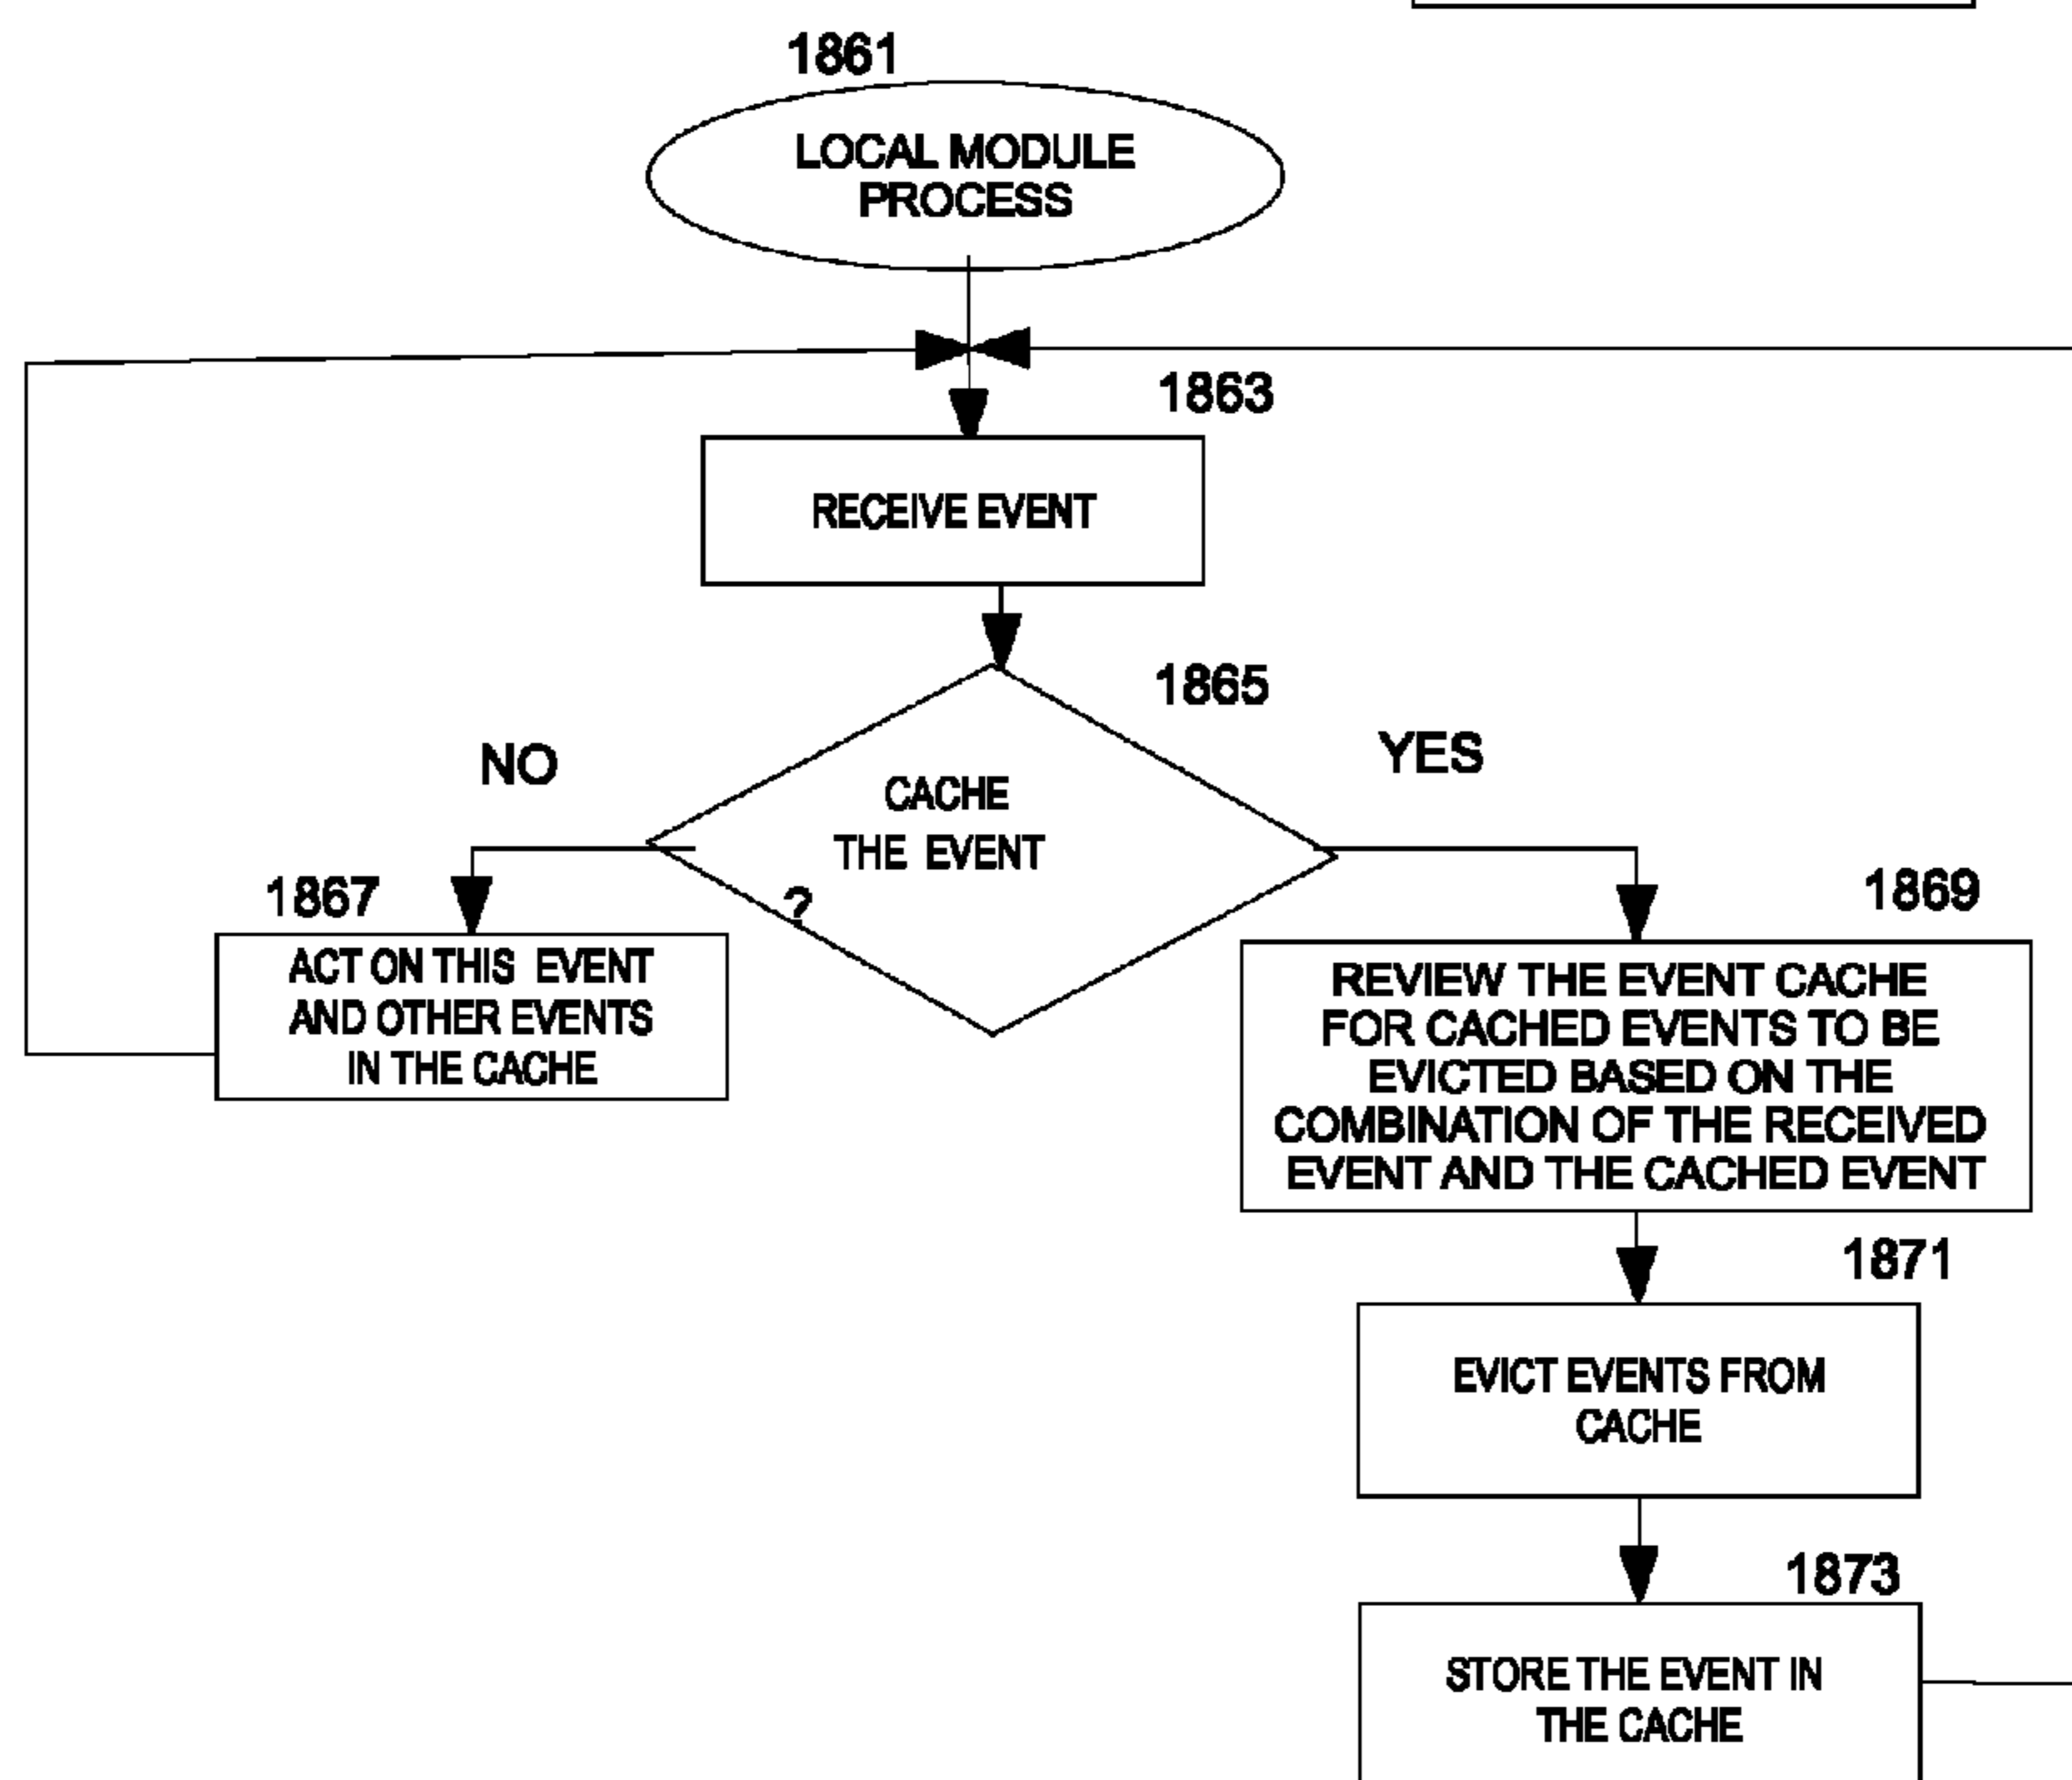 1861
LOCAL MODULE
PROCESS
1863
RECEIVE EVENT
1865
NO
YES
CACHE
THE EVENT
?
1867
ACT ON THIS EVENT
AND OTHER EVENTS
IN THE CACHE
1869
REVIEW THE EVENT CACHE
FOR CACHED EVENTS TO BE
EVICTED BASED ON THE
COMBINATION OF THE RECEIVED
EVENT AND THE CACHED EVENT
1871
EVICT EVENTS FROM
CACHE
1873
STORE THE EVENT IN
THE CACHE